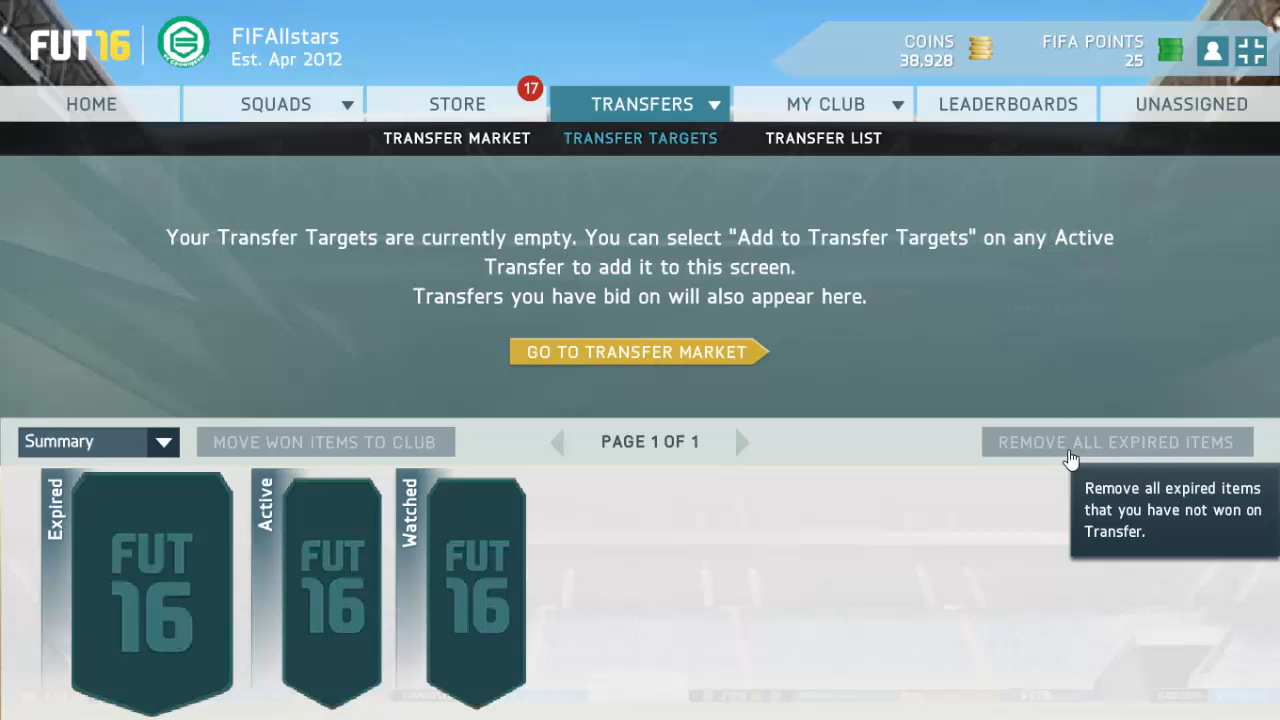 FUT16
FIFAllstars
Est. Apr 2012
COINS
38,928
FIFA POINTS
25
HOME
SQUADS
STORE
17
TRANSFERS
MY CLUB
LEADERBOARDS
UNASSIGNED
TRANSFER MARKET
TRANSFER TARGETS
TRANSFER LIST
Your Transfer Targets are currently empty. You can select "Add to Transfer Targets" on any Active
Transfer to add it to this screen.
Transfers you have bid on will also appear here.
GO TO TRANSFER MARKET
Summary
MOVE WON ITEMS TO CLUB
PAGE 1 OF 1
REMOVE ALL EXPIRED ITEMS
Remove all expired items
that you have not won on
Transfer.
Expired
FUT
16
Active
FUT
16
Watched
FUT
16